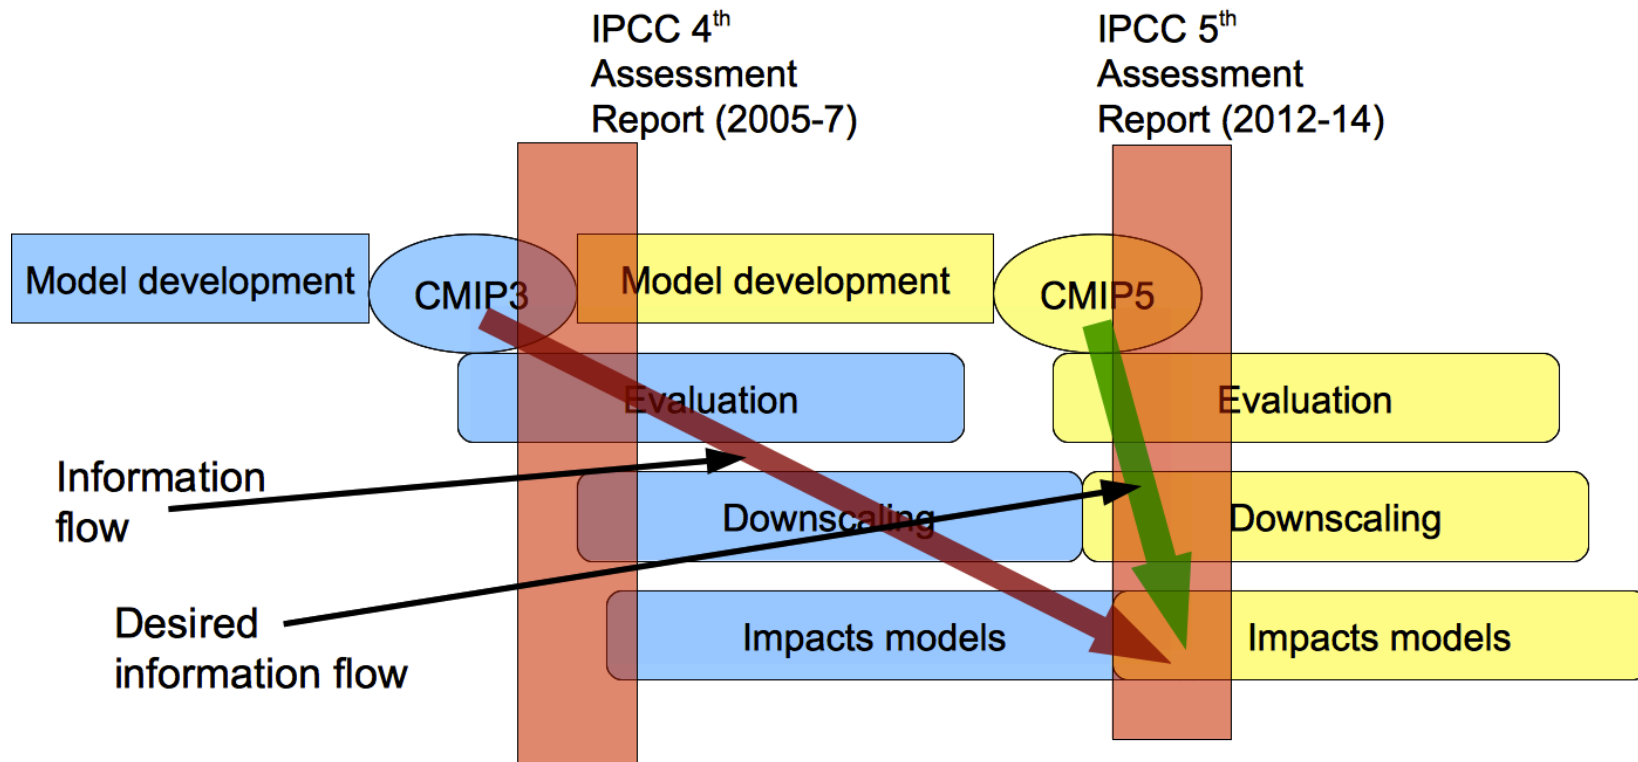 IPCC 4th
Assessment
Report (2005-7)
IPCC 5th
Assessment
Report (2012-14)
Model development
CMIP3
Model development
CMIP5
Evaluation
Evaluation
Information
flow
Downscaling
Downscaling
Desired
information flow
Impacts models
Impacts models